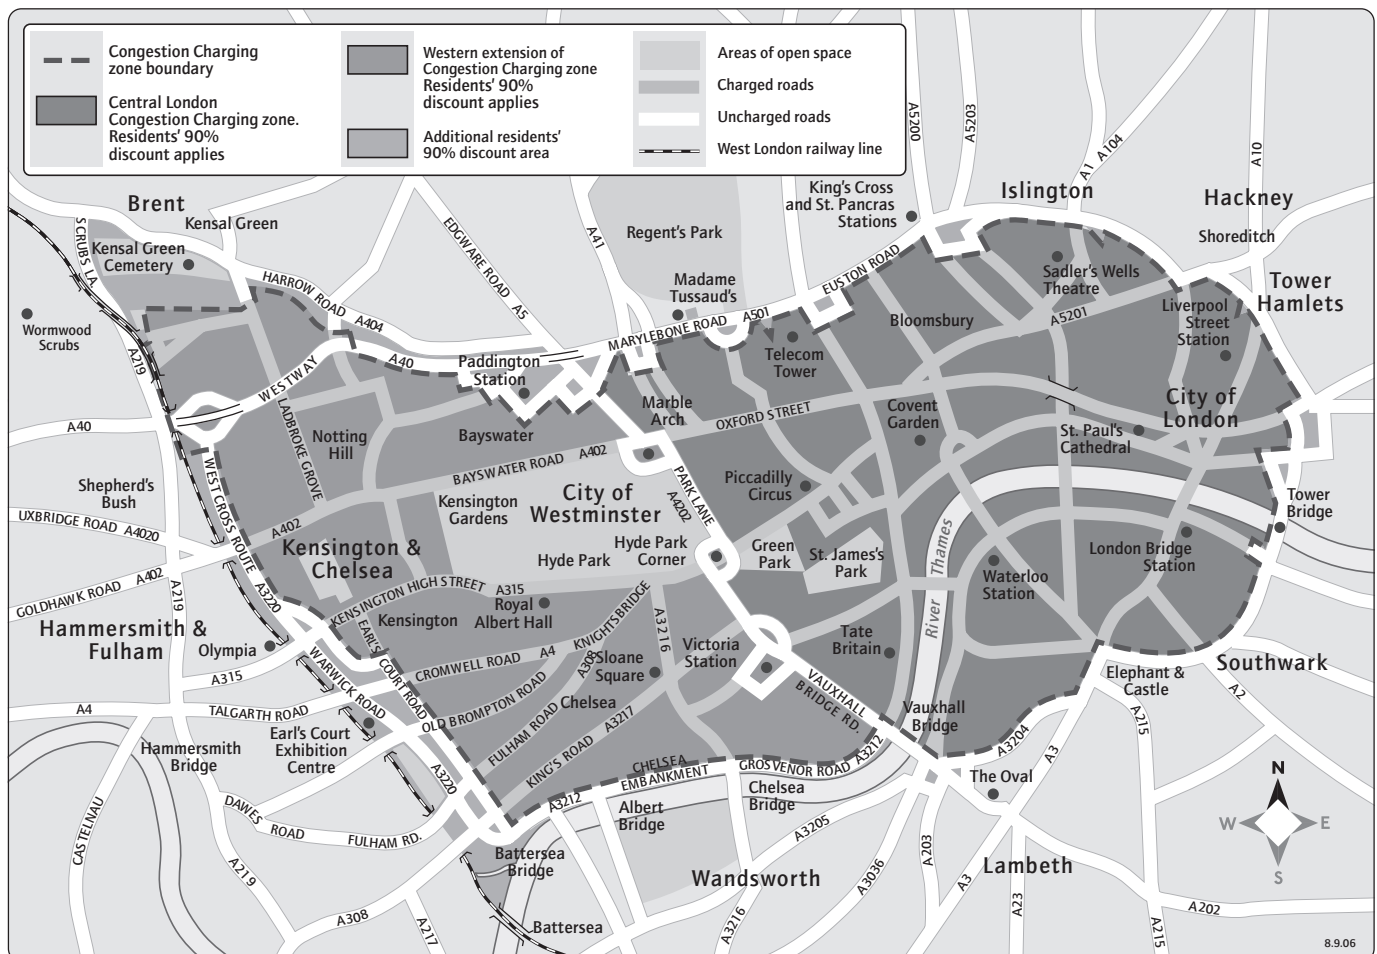 Congestion Charging
zone boundary
Central London
Congestion Charging zone.
Residents' 90%
discount applies
Western extension of
Congestion Charging zone
Residents' 90%
discount applies
Additional residents'
90% discount area
Areas of open space
Charged roads
Uncharged roads
West London railway line
A5200
A5203
A1
A104
A10
King's Cross
and St. Pancras
Stations
Islington
Hackney
Shoreditch
Tower
Hamlets
Brent
Kensal Green
SCRUBS LA.
Kensal Green
Cemetery
HARROW ROAD
A404
EDGWARE ROAD
A5
A41
Regent's Park
Madame
Tussaud's
EUSTON ROAD
MARYLEBONE ROAD
A501
Sadler's Wells
Theatre
Liverpool
Street
Station
Bloomsbury
A5201
Wormwood
Scrubs
A219
WESTWAY
A40
Paddington
Station
Telecom
Tower
Marble
Arch
OXFORD STREET
Covent
Garden
City of
London
St. Paul's
Cathedral
A40
LADBROKE GROVE
Notting
Hill
Bayswater
BAYSWATER ROAD
A402
Shepherd's
Bush
WEST CROSS ROUTE
A3220
Kensington
Gardens
City of
Westminster
PARK LANE
A4202
Piccadilly
Circus
Tower
Bridge
UXBRIDGE ROAD
A4020
A402
Kensington &
Chelsea
Hyde Park
Hyde Park
Corner
Green
Park
St. James's
Park
River Thames
London Bridge
Station
Waterloo
Station
GOLDHAWK ROAD
A402
A219
KENSINGTON HIGH STREET
A315
Royal
Albert Hall
Kensington
KNIGHTSBRIDGE
A3216
Hammersmith &
Fulham
Olympia
EARL'S COURT ROAD
CROMWELL ROAD
A4
A308
Sloane
Square
Victoria
Station
Tate
Britain
Elephant &
Castle
Southwark
A2
A315
WARWICK ROAD
A4
TALGARTH ROAD
OLD BROMPTON ROAD
Chelsea
VAUXHALL
BRIDGE RD.
Vauxhall
Bridge
A215
Hammersmith
Bridge
Earl's Court
Exhibition
Centre
FULHAM ROAD
KING'S ROAD
A3217
A3212
A3204
A3
A3220
CHELSEA
EMBANKMENT
GROSVENOR ROAD
Chelsea
Bridge
The Oval
A3212
Albert
Bridge
CASTELNAU
DAWES
ROAD
FULHAM RD.
A3205
A219
Battersea
Bridge
Wandsworth
A3036
A203
Lambeth
A3
A23
A308
A217
Battersea
A3216
A202
A215
N
W
E
S
8.9.06